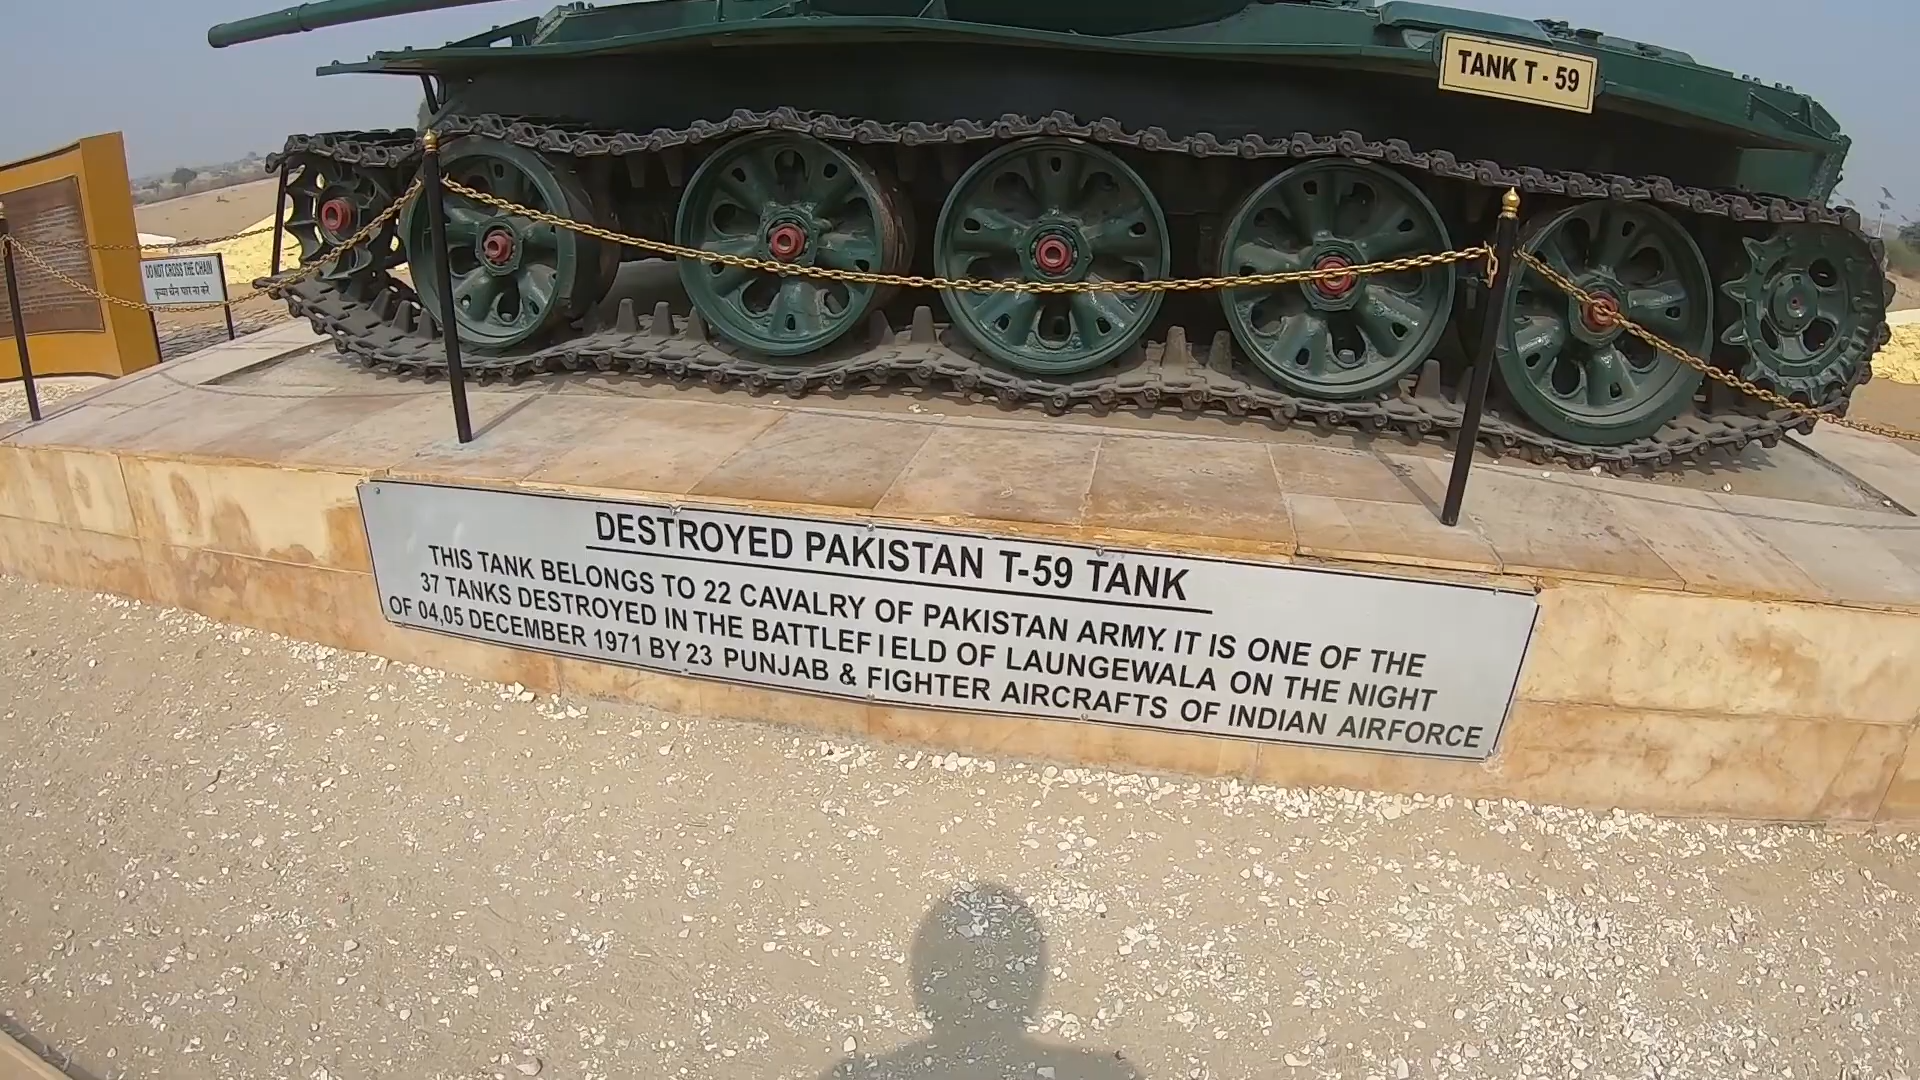 TANK T - 59
DO NOT CROSS THE CHAIN
कृप्या चैन पार ना करे
DESTROYED PAKISTAN T-59 TANK
THIS TANK BELONGS TO 22 CAVALRY OF PAKISTAN ARMY. IT IS ONE OF THE
37 TANKS DESTROYED IN THE BATTLEFIELD OF LAUNGEWALA ON THE NIGHT
OF 04,05 DECEMBER 1971 BY 23 PUNJAB & FIGHTER AIRCRAFTS OF INDIAN AIRFORCE